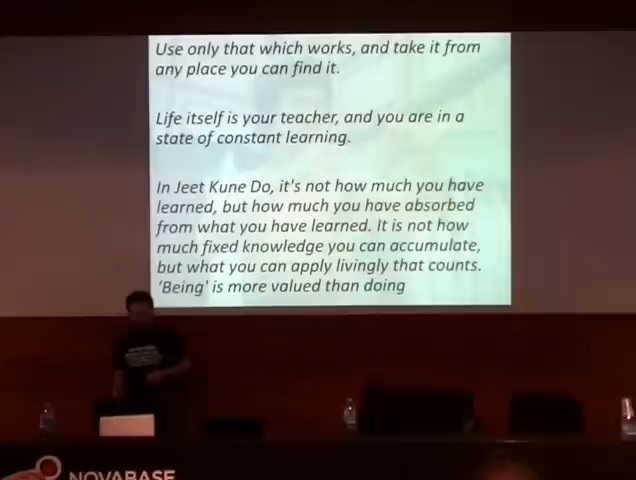 Use only that which works, and take it from
any place you can find it.
Life itself is your teacher, and you are in a
state of constant learning.
In Jeet Kune Do, it's not how much you have
learned, but how much you have absorbed
from what you have learned. It is not how
much fixed knowledge you can accumulate,
but what you can apply livingly that counts.
'Being' is more valued than doing
NOVABASE